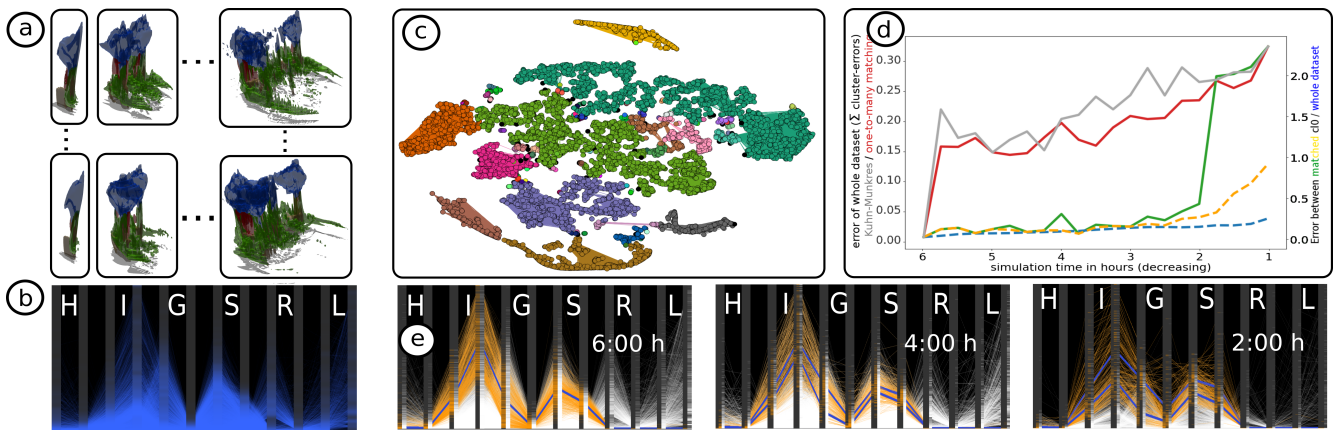 a
c
d
error of whole dataset (Σ cluster-errors)
Kuhn-Munkres / one-to-many matching
0.30
0.25
0.20
0.15
0.10
0.05
0.00
6
5
4
3
2
1
simulation time in hours (decreasing)
2.0
1.5
1.0
0.5
0.0
Error between matchou cl0 / whole dataset
b
H I G S R L
e
H I G S R L
6:00 h
H I G S R L
4:00 h
H I G S R L
2:00 h